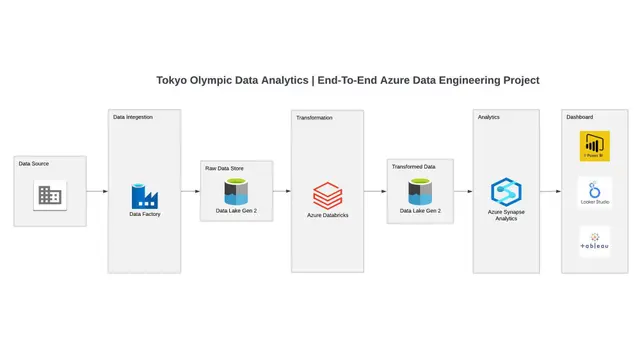 Tokyo Olympic Data Analytics | End-To-End Azure Data Engineering Project
Data Source
Data Intergestion
Data Factory
Raw Data Store
Data Lake Gen 2
Transformation
Azure Databricks
Transformed Data
Data Lake Gen 2
Analytics
Azure Synapse
Analytics
Dashboard
Power BI
Looker Studio
+ableau